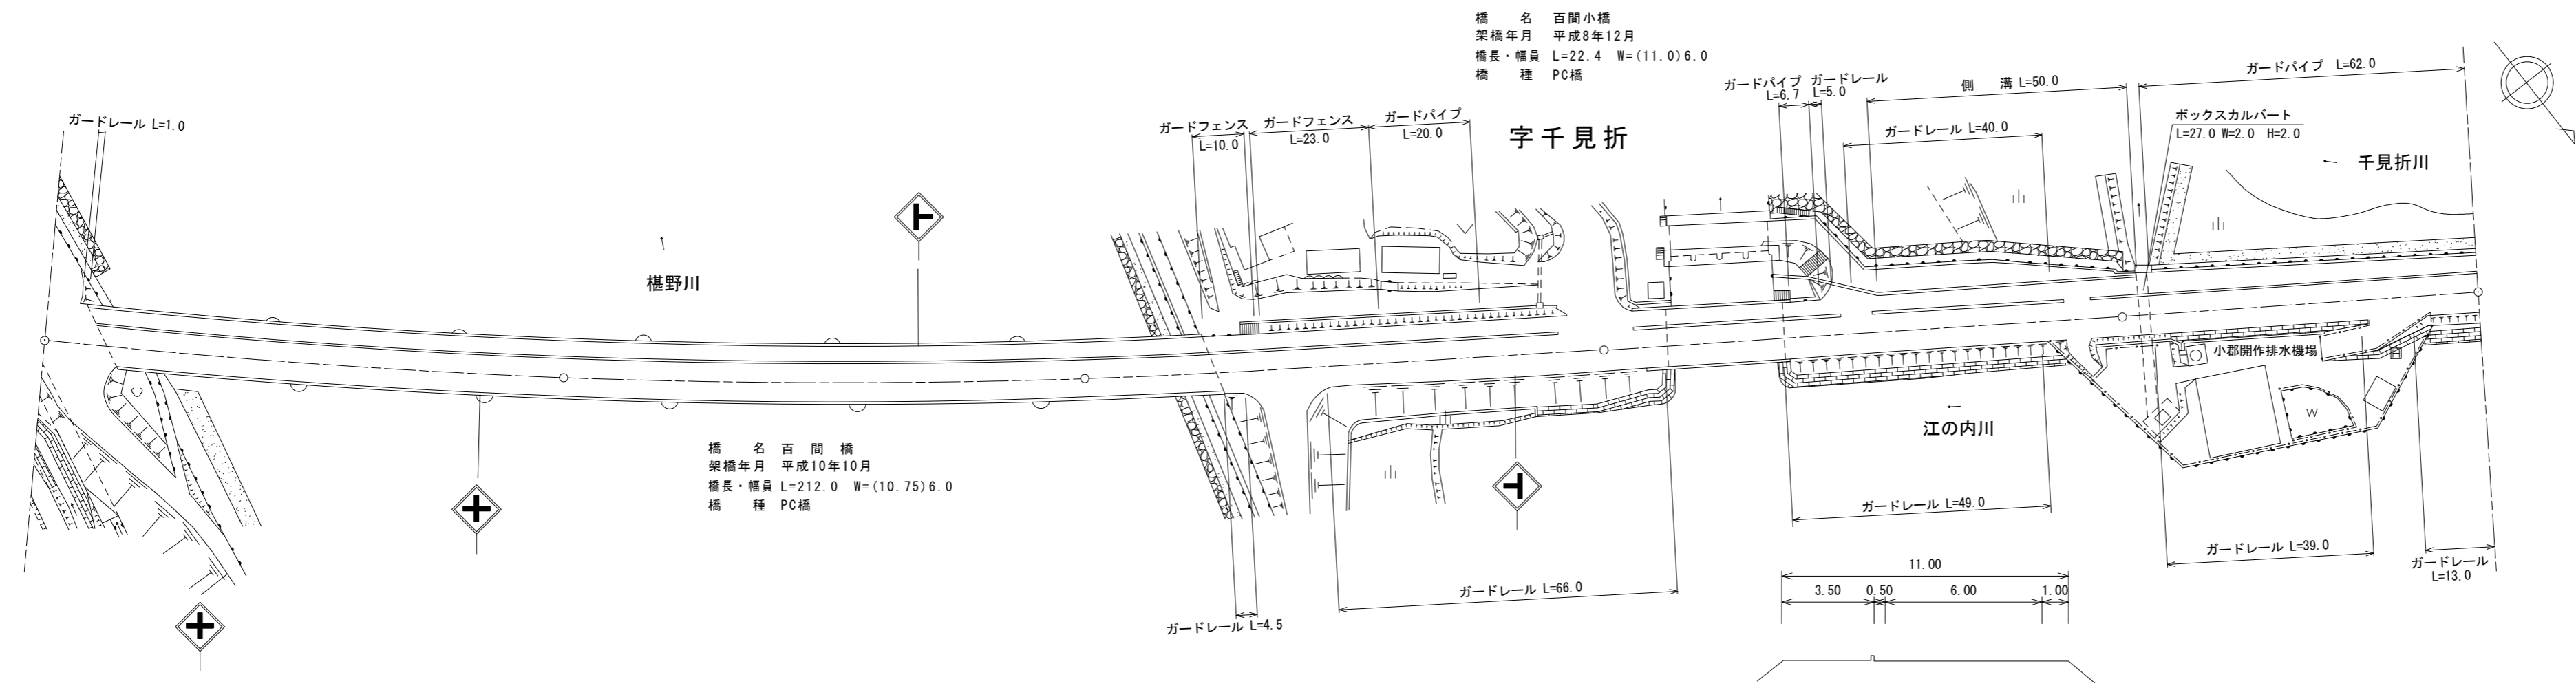 橋　名　百間小橋
架橋年月　平成8年12月
橋長・幅員　L=22.4　W=(11.0)6.0
橋　種　PC橋
ガードレール L=1.0
ガードフェンス
L=10.0
ガードフェンス
L=23.0
ガードパイプ
L=20.0
字千見折
ガードパイプ
L=6.7
ガードレール
L=5.0
側　溝 L=50.0
ガードレール L=40.0
ガードパイプ　L=62.0
ボックスカルバート
L=27.0 W=2.0　H=2.0
千見折川
椹野川
小郡開作排水機場
W
江の内川
橋　名　百　間　橋
架橋年月　平成10年10月
橋長・幅員 L=212.0　W=(10.75)6.0
橋　種　PC橋
ガードレール L=49.0
ガードレール L=39.0
ガードレール
L=13.0
ガードレール L=66.0
ガードレール L=4.5
11.00
3.50　0.50　6.00　1.00